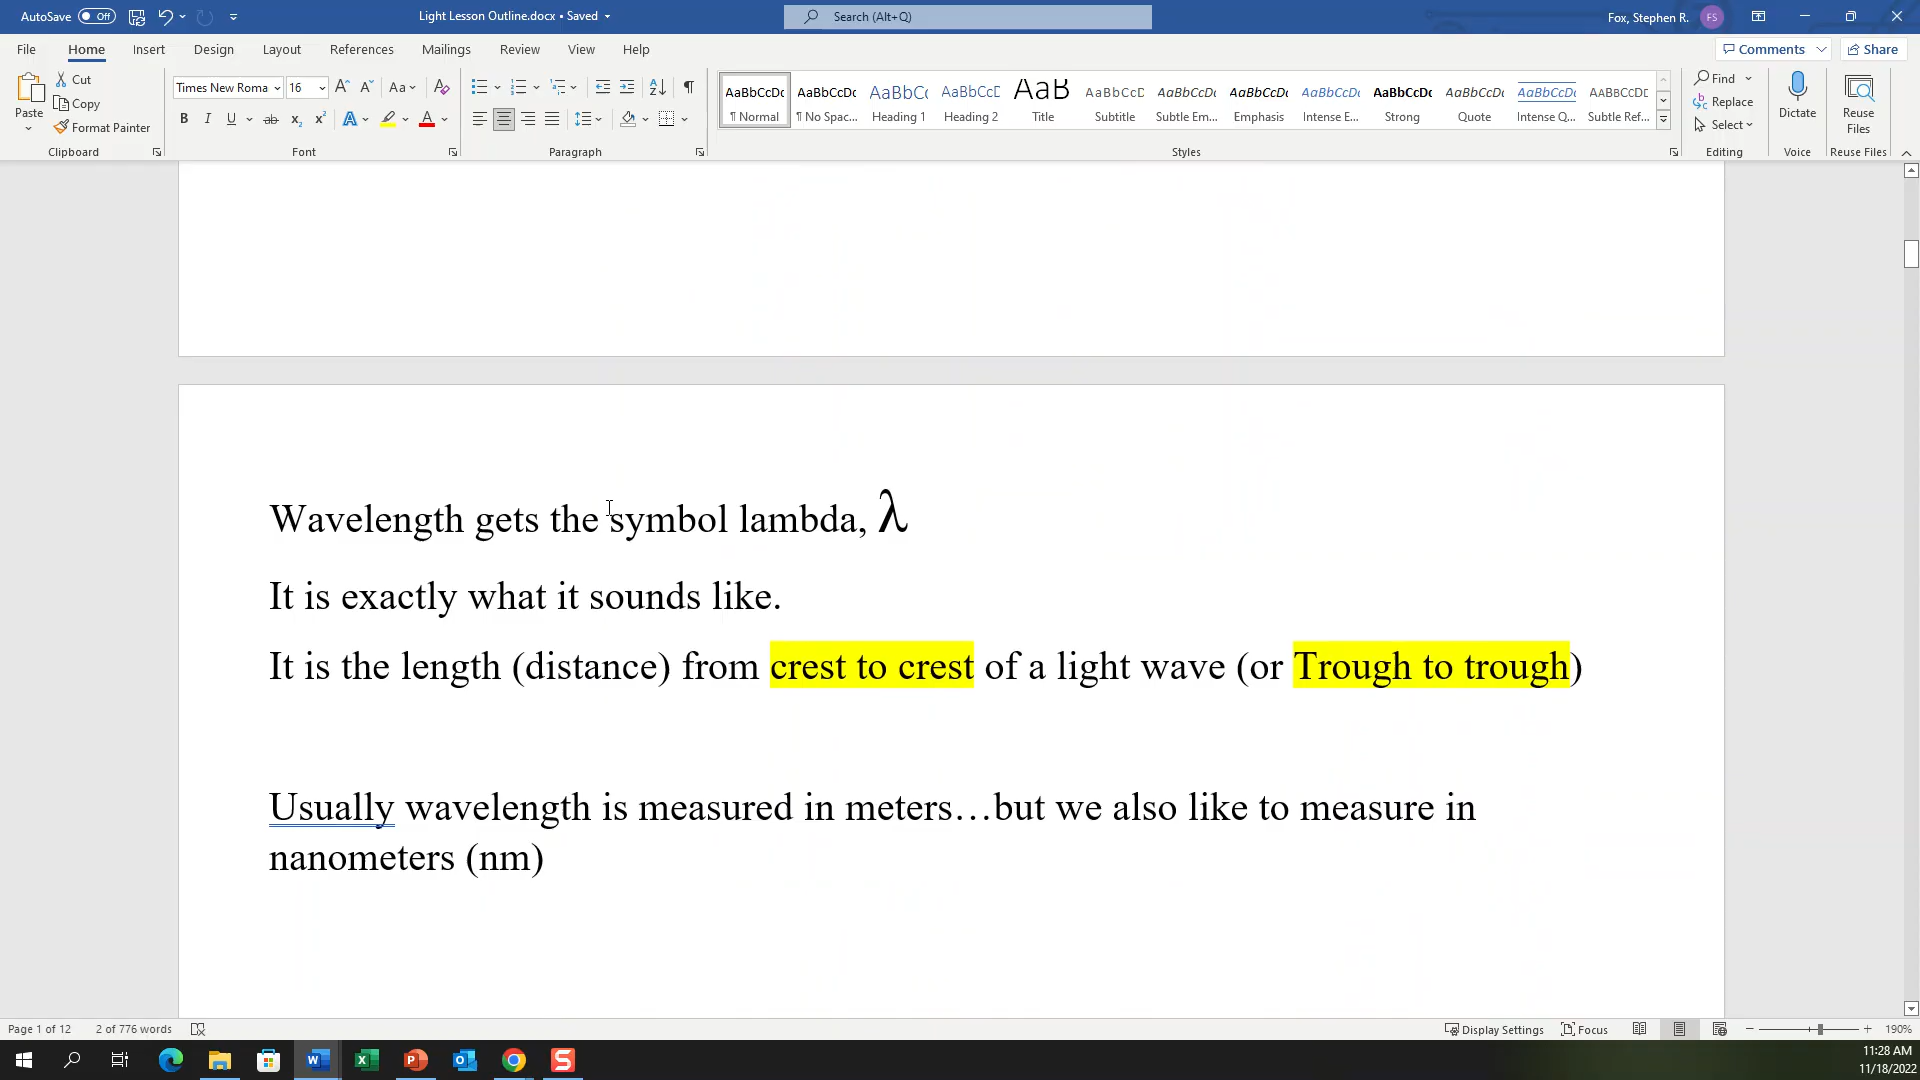 AutoSave Off Light Lesson Outline.docx • Saved Search (Alt+Q) Fox, Stephen R. FS
File Home Insert Design Layout References Mailings Review View Help Comments Share
Paste Cut Copy Format Painter
Times New Roma 16 Aa
B I U ab x₂ x² A A
AaBbCcDc ¶ Normal
AaBbCcDc ¶ No Spac...
AaBbCc Heading 1
AaBbCcD Heading 2
AaB Title
AaBbCcD Subtitle
AaBbCcDc Subtle Em...
AaBbCcDc Emphasis
AaBbCcDc Intense E...
AaBbCcDc Strong
AaBbCcDc Quote
AaBbCcDc Intense Q...
AABBCCDE Subtle Ref...
Find Replace Select
Dictate
Reuse Files
Clipboard Font Paragraph Styles Editing Voice Reuse Files
Wavelength gets the symbol lambda, λ
It is exactly what it sounds like.
It is the length (distance) from crest to crest of a light wave (or Trough to trough)
Usually wavelength is measured in meters…but we also like to measure in
nanometers (nm)
Page 1 of 12 2 of 776 words Display Settings Focus 190%
11:28 AM
11/18/2022